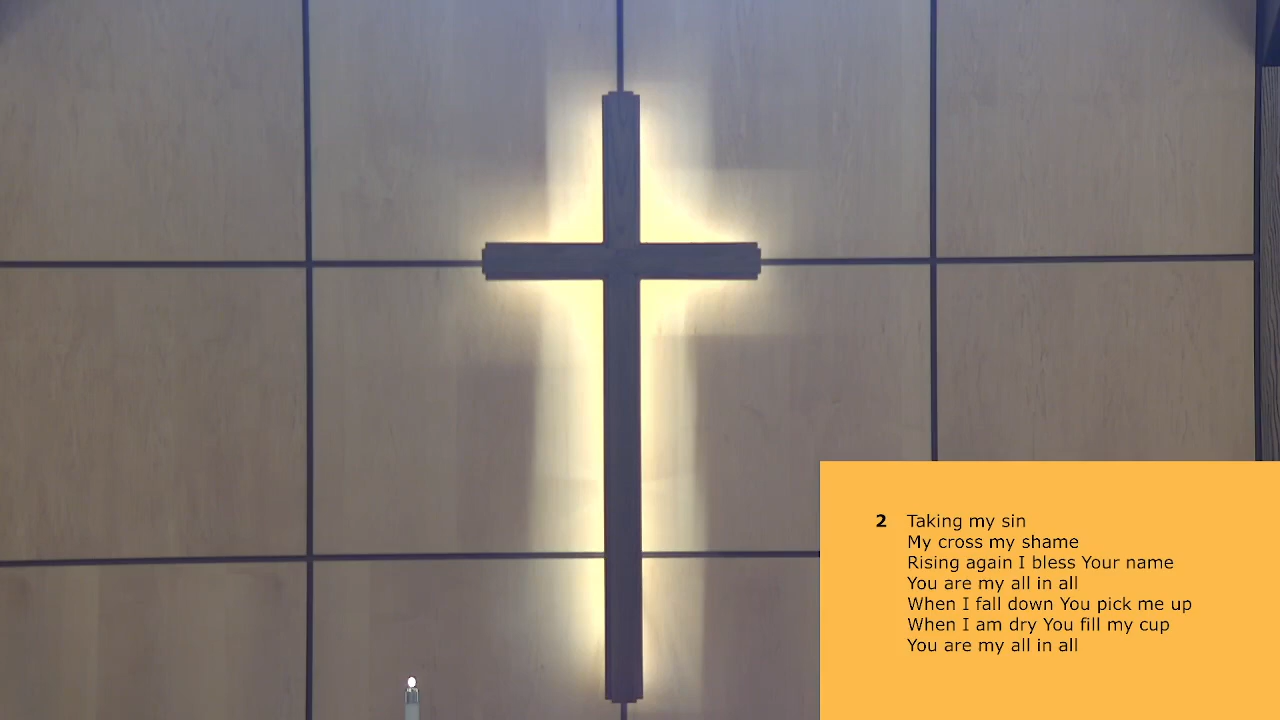 2 Taking my sin
My cross my shame
Rising again I bless Your name
You are my all in all
When I fall down You pick me up
When I am dry You fill my cup
You are my all in all